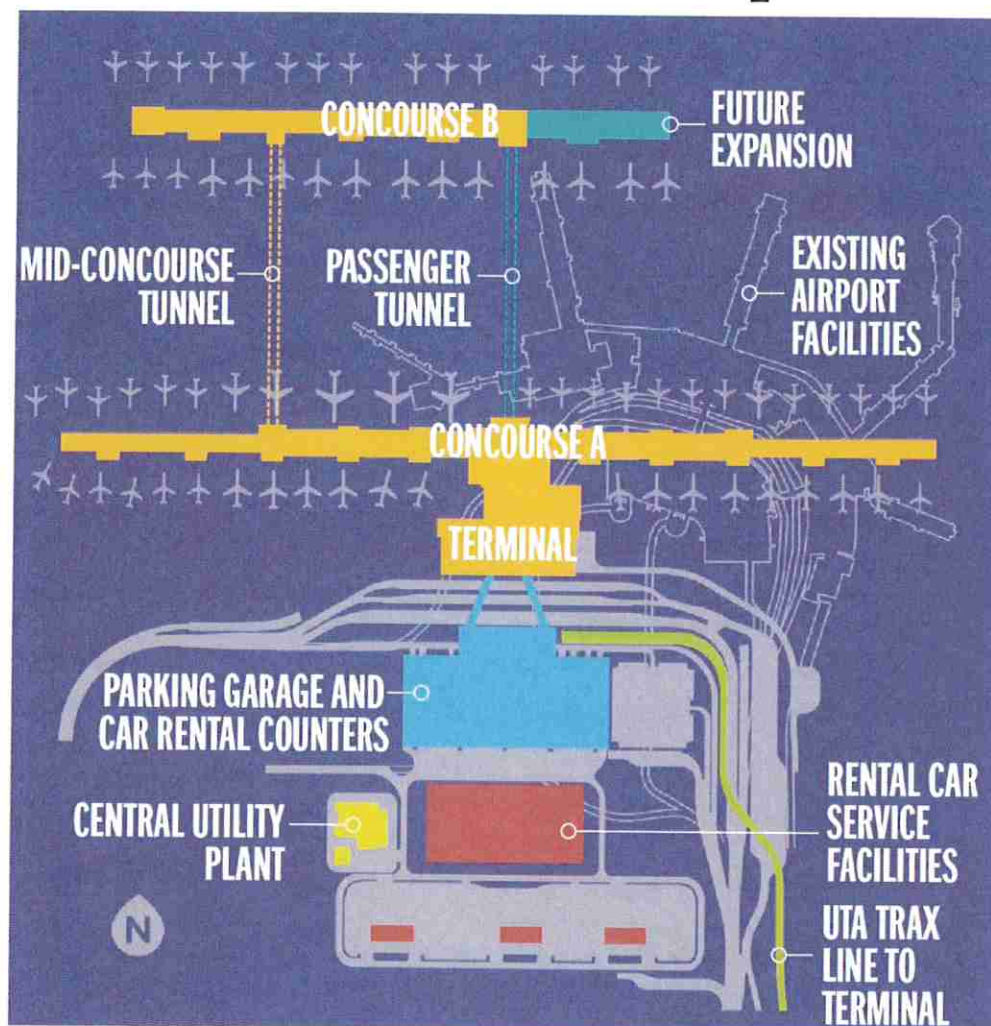 CONCOURSE B
FUTURE
EXPANSION
MID-CONCOURSE
TUNNEL
PASSENGER
TUNNEL
EXISTING
AIRPORT
FACILITIES
CONCOURSE A
TERMINAL
PARKING GARAGE AND
CAR RENTAL COUNTERS
CENTRAL UTILITY
PLANT
RENTAL CAR
SERVICE
FACILITIES
N
UTA TRAX
LINE TO
TERMINAL